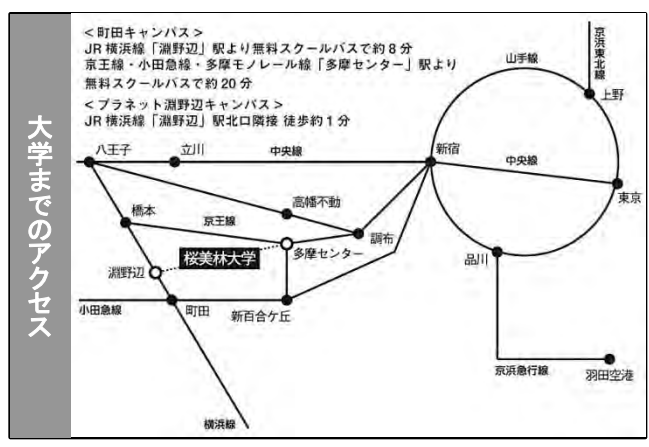 大学までのアクセス
＜町田キャンパス＞
JR 横浜線「淵野辺」駅より無料スクールバスで約8分
京王線・小田急線・多摩モノレール線「多摩センター」駅より
無料スクールバスで約20分
＜プラネット淵野辺キャンパス＞
JR 横浜線「淵野辺」駅北口隣接 徒歩約1分
京浜東北線
山手線
上野
八王子
立川
中央線
新宿
中央線
東京
高幡不動
橋本
京王線
調布
桜美林大学
多摩センター
品川
淵野辺
小田急線
町田
新百合ケ丘
京浜急行線
羽田空港
横浜線